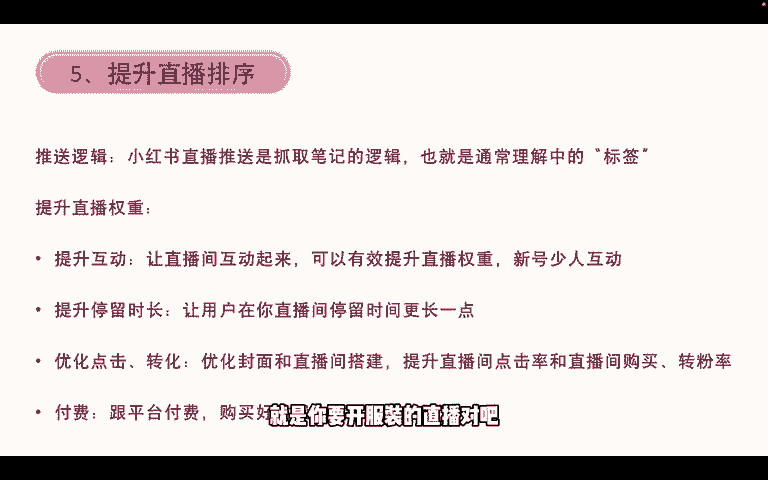 5、提升直播排序
推送逻辑：小红书直播推送是抓取笔记的逻辑，也就是通常理解中的“标签”
提升直播权重：
• 提升互动：让直播间互动起来，可以有效提升直播权重，新号少人互动
• 提升停留时长：让用户在你直播间停留时间更长一点
• 优化点击、转化：优化封面和直播间搭建，提升直播间点击率和直播间购买、转粉率
• 付费：跟平台付费，购买
就是你要开服装的直播对吧